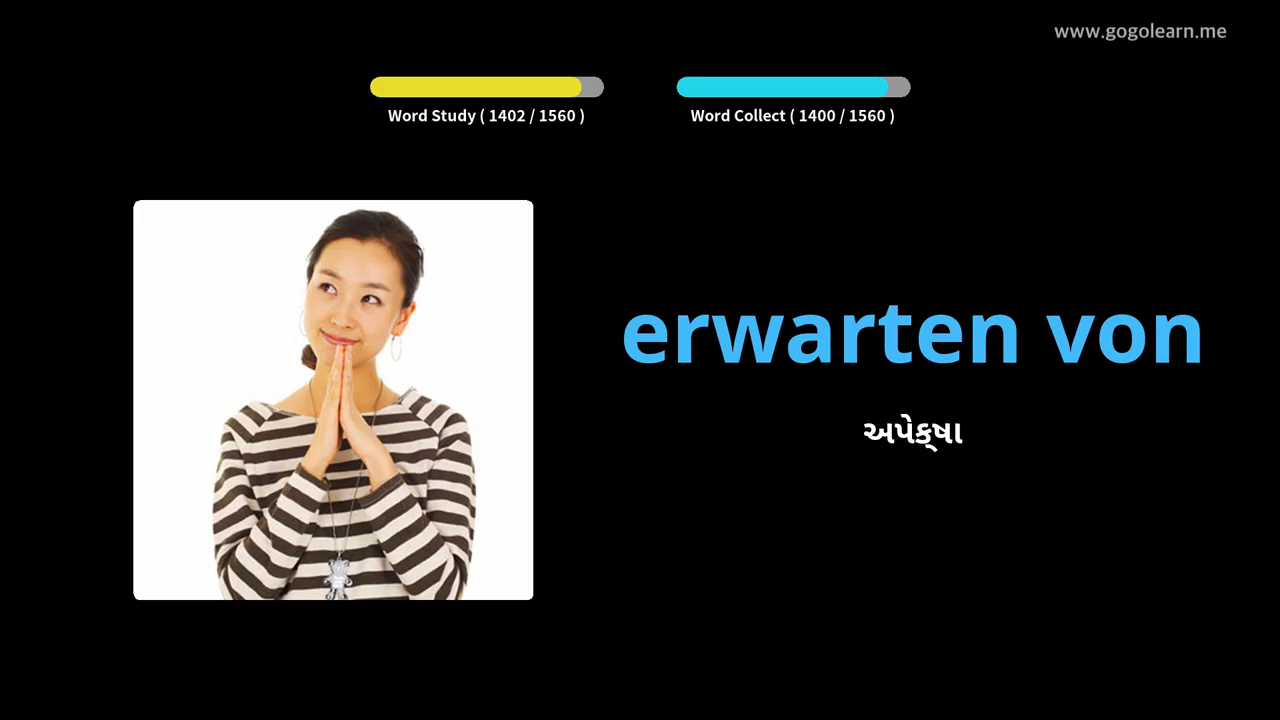 www.gogolearn.me
Word Study ( 1402 / 1560 )
Word Collect ( 1400 / 1560 )
erwarten von
અપેક્ષા